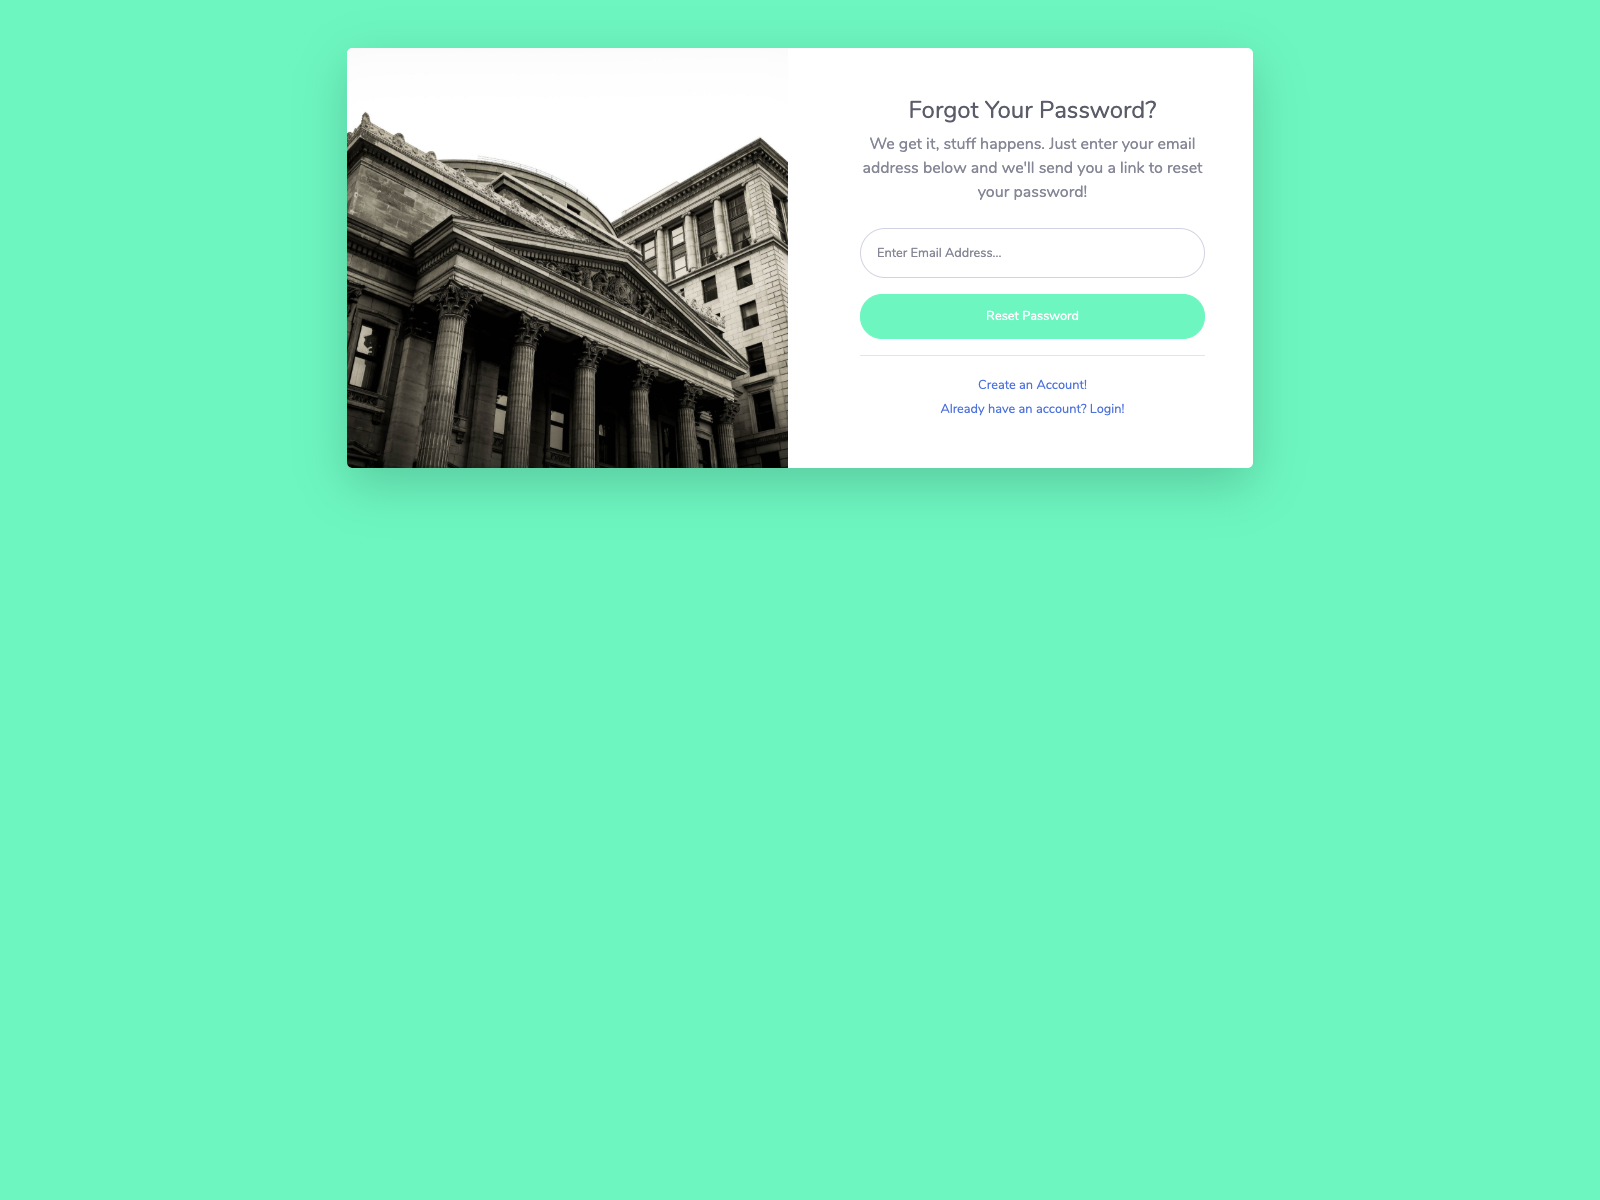 Forgot Your Password?
We get it, stuff happens. Just enter your email
address below and we'll send you a link to reset
your password!
Enter Email Address...
Reset Password
Create an Account!
Already have an account? Login!